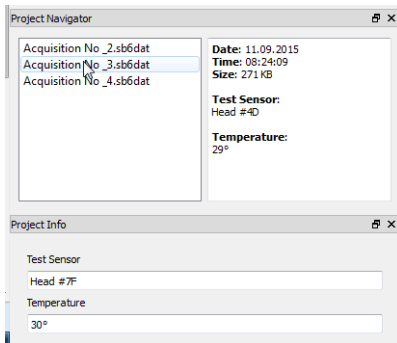 Project Navigator
Acquisition No _2.sb6dat
Acquisition No _3.sb6dat
Acquisition No _4.sb6dat
Date: 11.09.2015
Time: 08:24:09
Size: 271 KB
Test Sensor:
Head #4D
Temperature:
29°
Project Info
Test Sensor
Head #7F
Temperature
30°